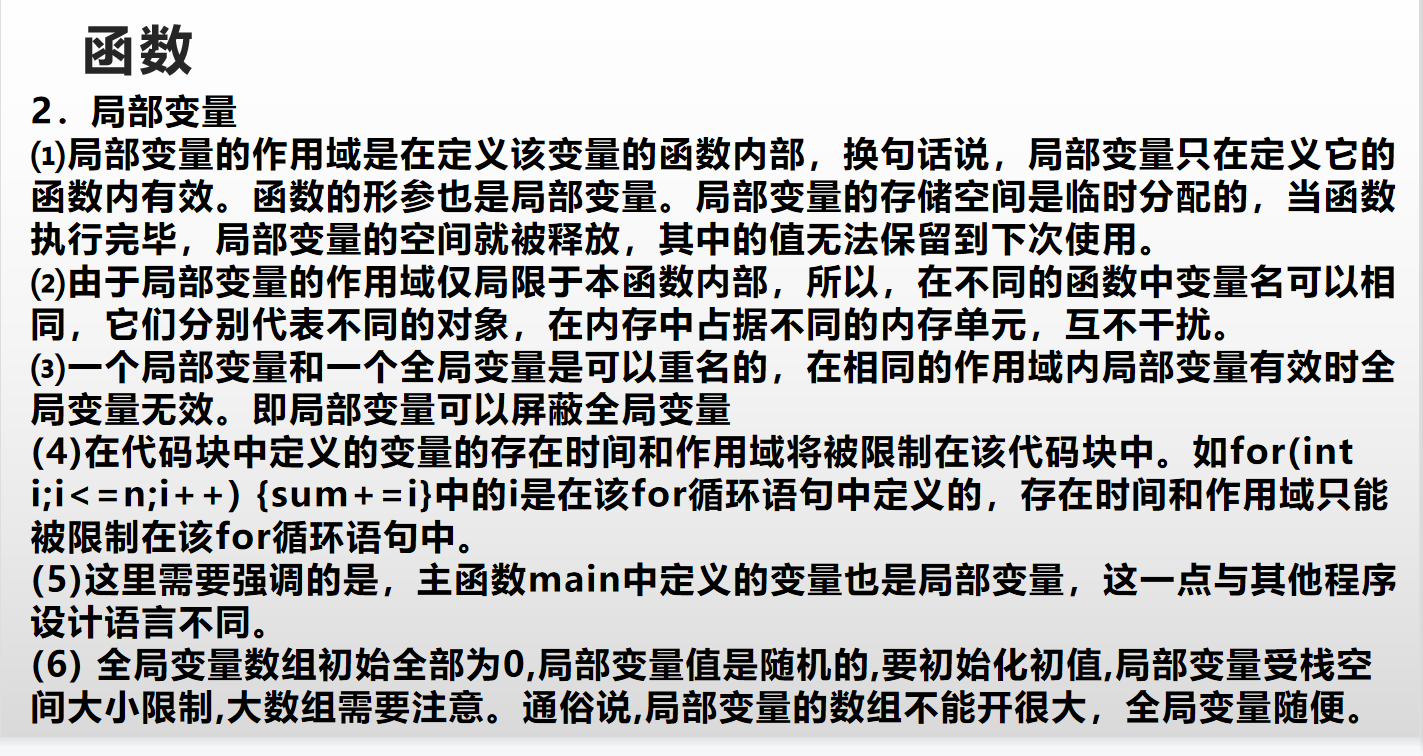 函数
2．局部变量
⑴局部变量的作用域是在定义该变量的函数内部，换句话说，局部变量只在定义它的
函数内有效。函数的形参也是局部变量。局部变量的存储空间是临时分配的，当函数
执行完毕，局部变量的空间就被释放，其中的值无法保留到下次使用。
⑵由于局部变量的作用域仅局限于本函数内部，所以，在不同的函数中变量名可以相
同，它们分别代表不同的对象，在内存中占据不同的内存单元，互不干扰。
⑶一个局部变量和一个全局变量是可以重名的，在相同的作用域内局部变量有效时全
局变量无效。即局部变量可以屏蔽全局变量
(4)在代码块中定义的变量的存在时间和作用域将被限制在该代码块中。如for(int
i;i<=n;i++) {sum+=i}中的i是在该for循环语句中定义的，存在时间和作用域只能
被限制在该for循环语句中。
(5)这里需要强调的是，主函数main中定义的变量也是局部变量，这一点与其他程序
设计语言不同。
(6) 全局变量数组初始全部为0,局部变量值是随机的,要初始化初值,局部变量受栈空
间大小限制,大数组需要注意。通俗说,局部变量的数组不能开很大，全局变量随便。